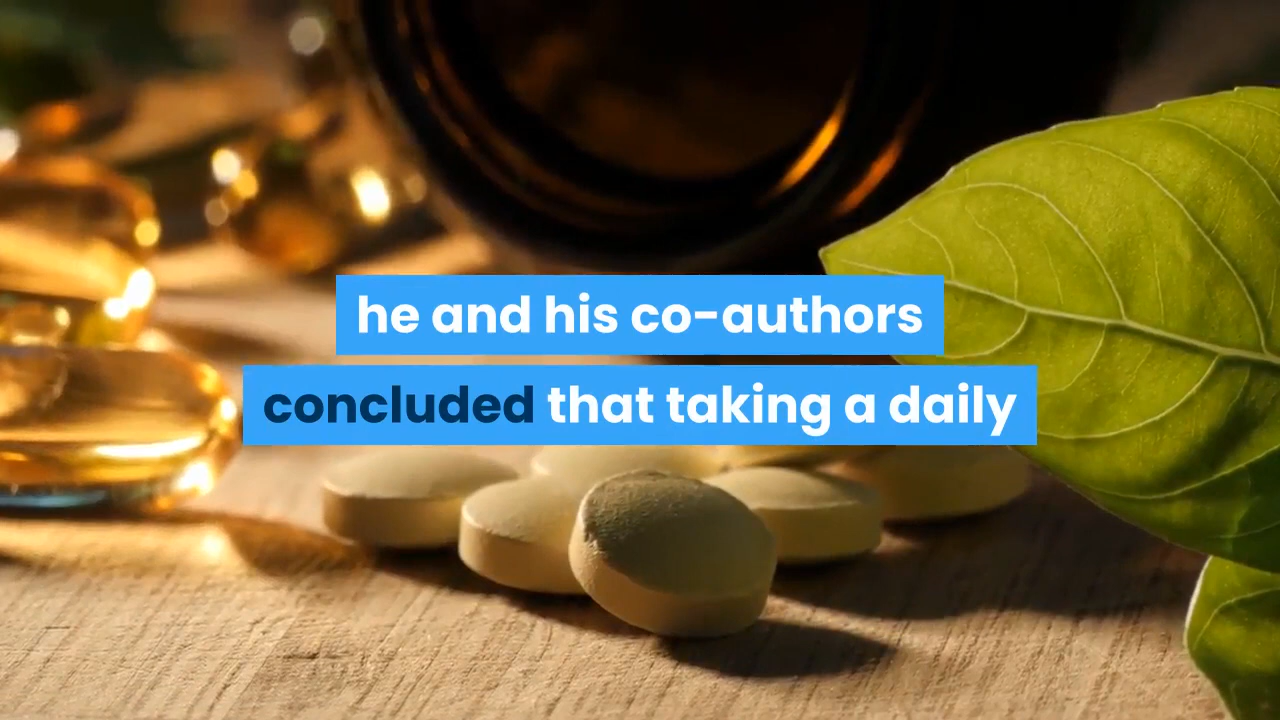 he and his co-authors
concluded that taking a daily